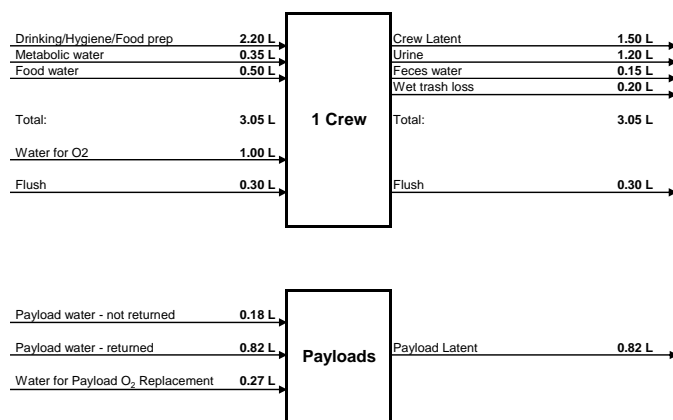 Drinking/Hygiene/Food prep 2.20 L Crew Latent 1.50 L
Metabolic water 0.35 L Urine 1.20 L
Food water 0.50 L Feces water 0.15 L
Wet trash loss 0.20 L
Total: 3.05 L 1 Crew Total: 3.05 L
Water for O2 1.00 L
Flush 0.30 L Flush 0.30 L
Payload water - not returned 0.18 L
Payload water - returned 0.82 L Payloads Payload Latent 0.82 L
Water for Payload O₂ Replacement 0.27 L